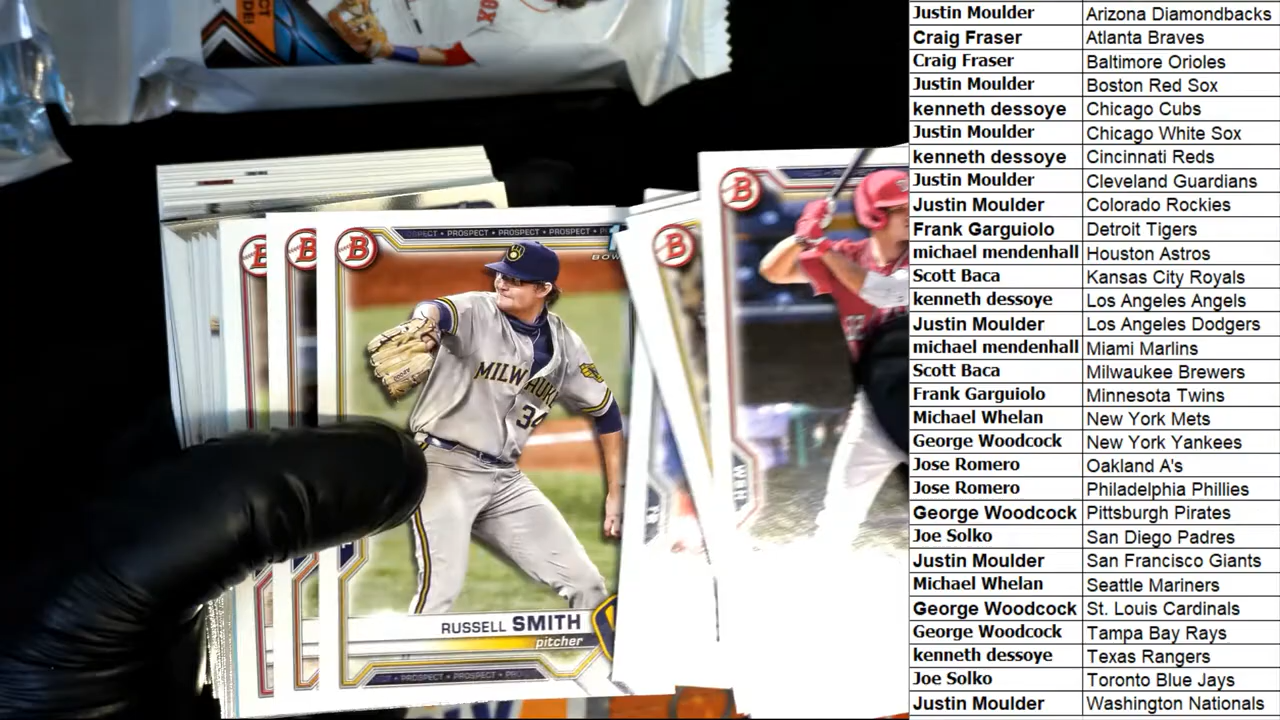 Justin Moulder Arizona Diamondbacks
Craig Fraser Atlanta Braves
Craig Fraser Baltimore Orioles
Justin Moulder Boston Red Sox
kenneth dessoye Chicago Cubs
Justin Moulder Chicago White Sox
kenneth dessoye Cincinnati Reds
Justin Moulder Cleveland Guardians
Justin Moulder Colorado Rockies
Frank Garguiolo Detroit Tigers
michael mendenhall Houston Astros
Scott Baca Kansas City Royals
kenneth dessoye Los Angeles Angels
Justin Moulder Los Angeles Dodgers
michael mendenhall Miami Marlins
Scott Baca Milwaukee Brewers
Frank Garguiolo Minnesota Twins
Michael Whelan New York Mets
George Woodcock New York Yankees
Jose Romero Oakland A's
Jose Romero Philadelphia Phillies
George Woodcock Pittsburgh Pirates
Joe Solko San Diego Padres
Justin Moulder San Francisco Giants
Michael Whelan Seattle Mariners
George Woodcock St. Louis Cardinals
George Woodcock Tampa Bay Rays
kenneth dessoye Texas Rangers
Joe Solko Toronto Blue Jays
Justin Moulder Washington Nationals
PROSPECT • PROSPECT • PROSPECT
B
B
B
B
MILWAUKE
34
RUSSELL SMITH
pitcher
PROSPECT • PROSPECT